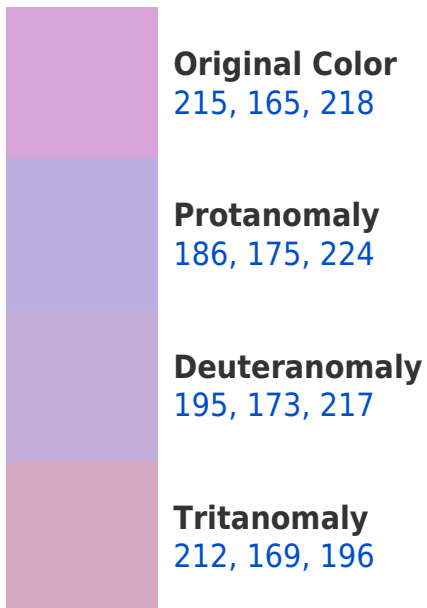 Original Color
215, 165, 218
Protanomaly
186, 175, 224
Deuteranomaly
195, 173, 217
Tritanomaly
212, 169, 196